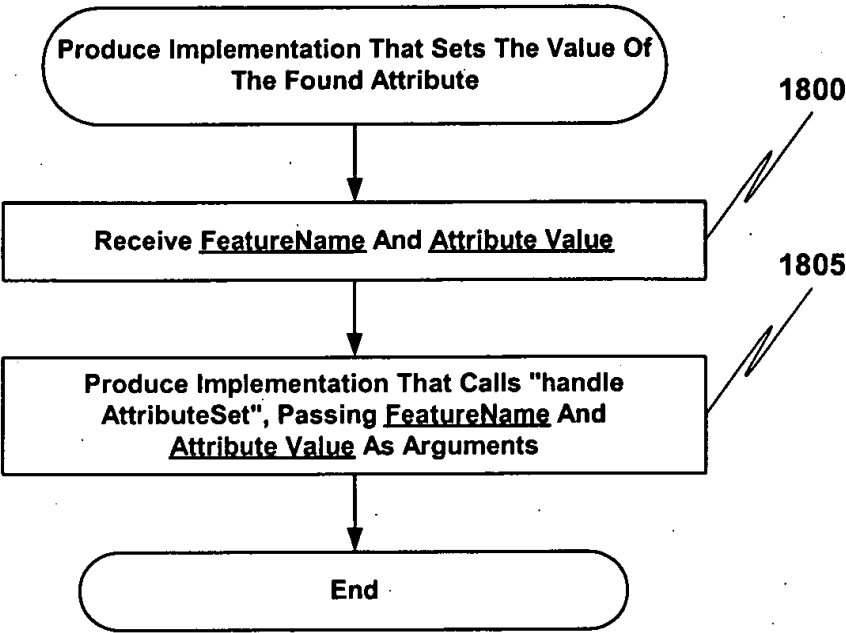 Produce Implementation That Sets The Value Of
The Found Attribute
1800
Receive FeatureName And Attribute Value
1805
Produce Implementation That Calls "handle
AttributeSet", Passing FeatureName And
Attribute Value As Arguments
End